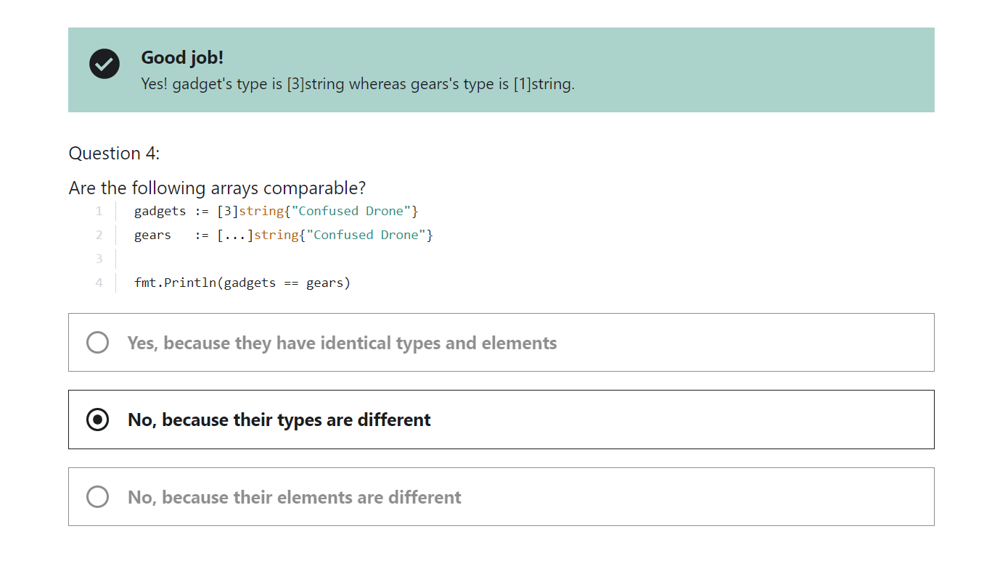 Good job!
Yes! gadget's type is [3]string whereas gears's type is [1]string.
Question 4:
Are the following arrays comparable?
1 gadgets := [3]string{"Confused Drone"}
2 gears   := [...]string{"Confused Drone"}
3
4 fmt.Println(gadgets == gears)
Yes, because they have identical types and elements
No, because their types are different
No, because their elements are different